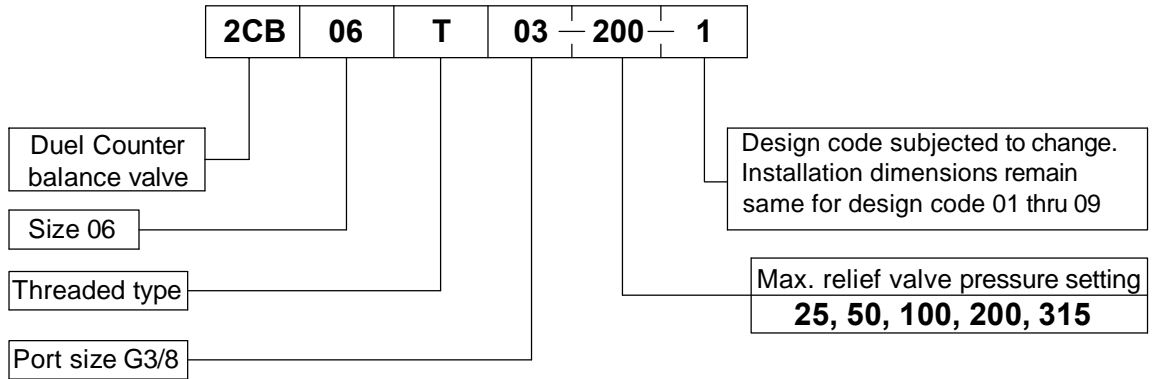 2CB 06 T 03 — 200 — 1
Duel Counter
balance valve
Size 06
Threaded type
Port size G3/8
Design code subjected to change.
Installation dimensions remain
same for design code 01 thru 09
Max. relief valve pressure setting
25, 50, 100, 200, 315